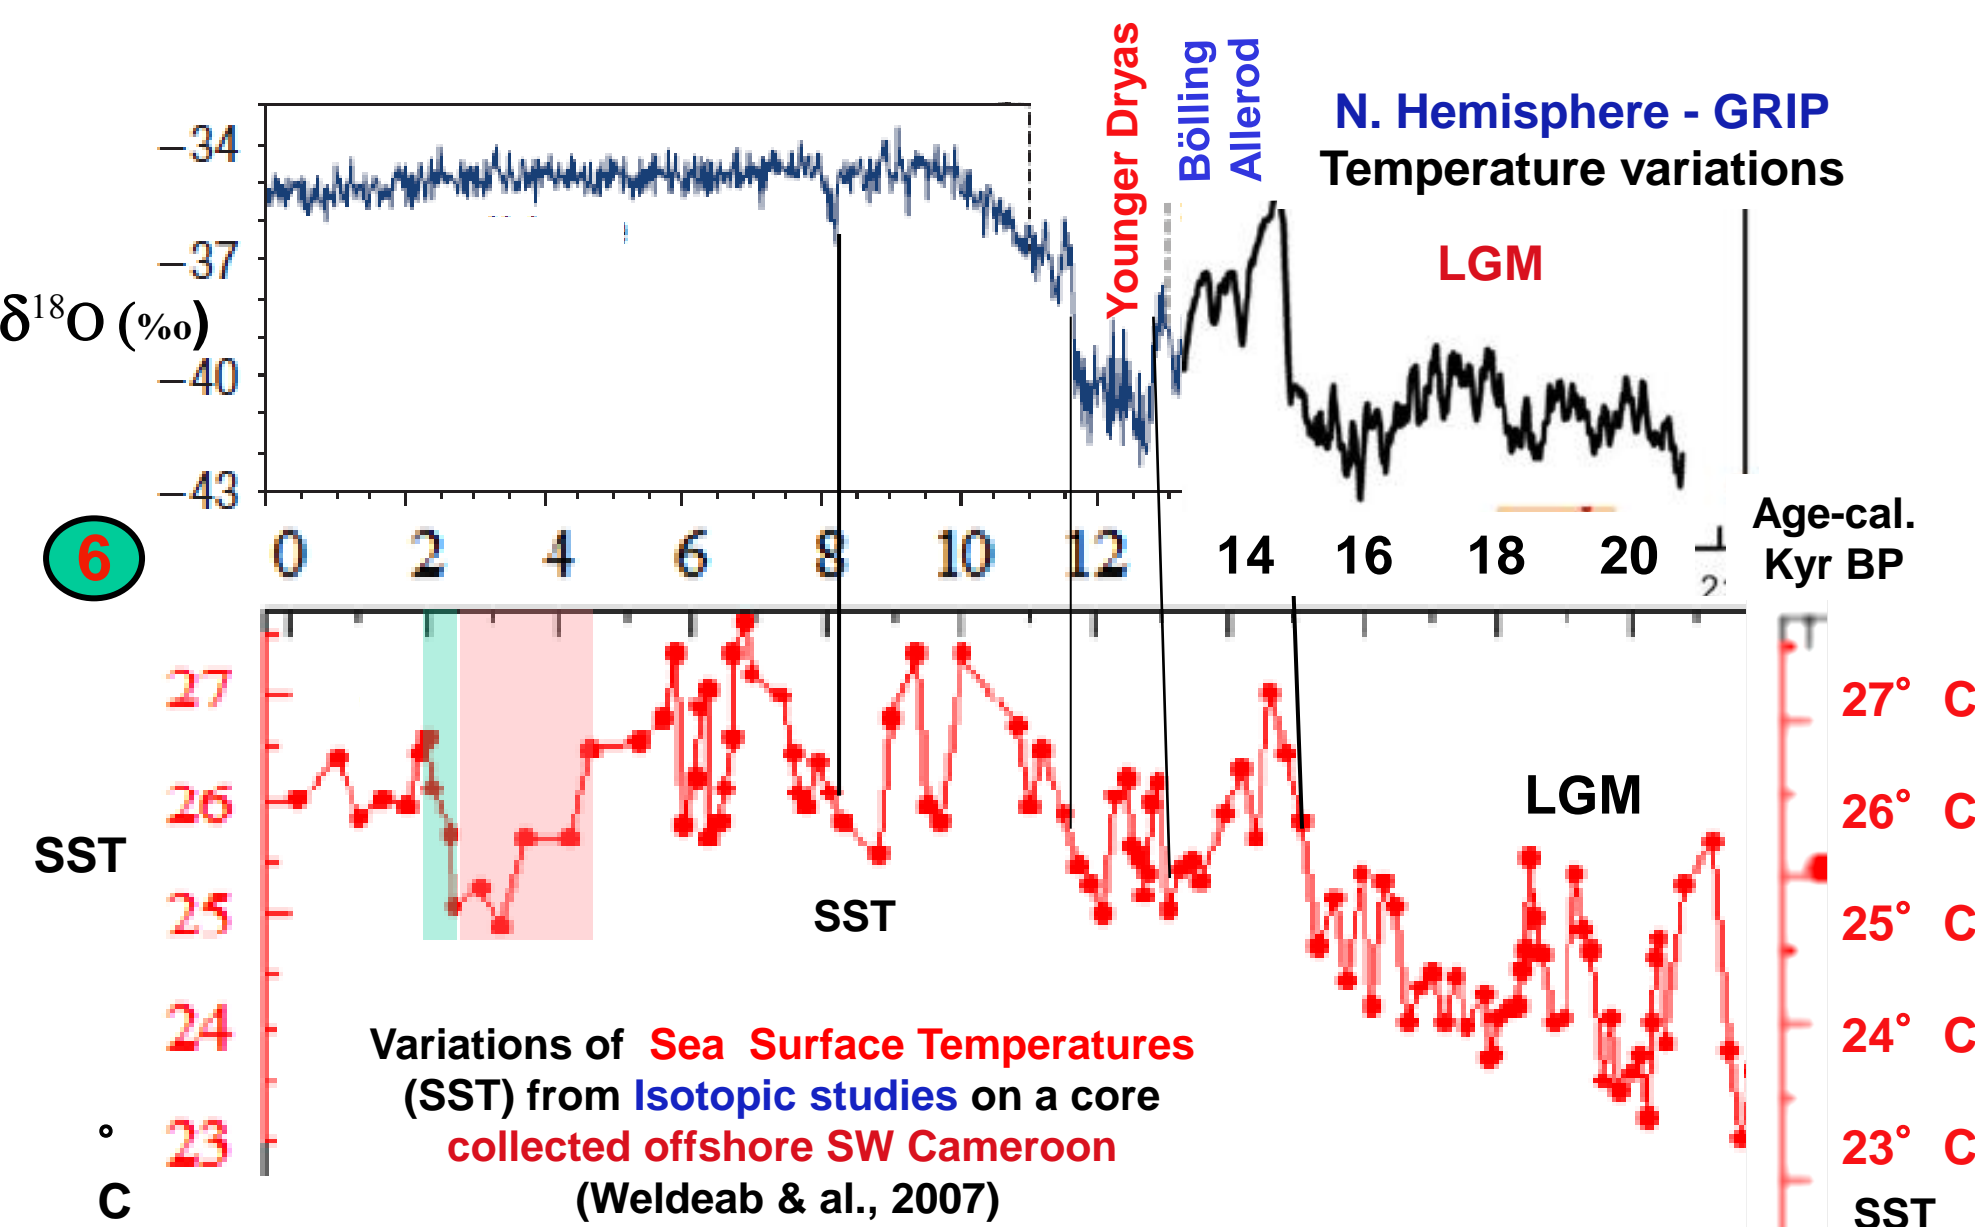 Younger Dryas
Bölling
Allerod
N. Hemisphere - GRIP
Temperature variations
LGM
−34
−37
δ18O (‰)
−40
−43
6
0 2 4 6 8 10 12 14 16 18 20
Age-cal.
Kyr BP
27
26
25
24
23
SST
° C
SST
LGM
27° C
26° C
25° C
24° C
23° C
SST
Variations of Sea Surface Temperatures
(SST) from Isotopic studies on a core
collected offshore SW Cameroon
(Weldeab & al., 2007)